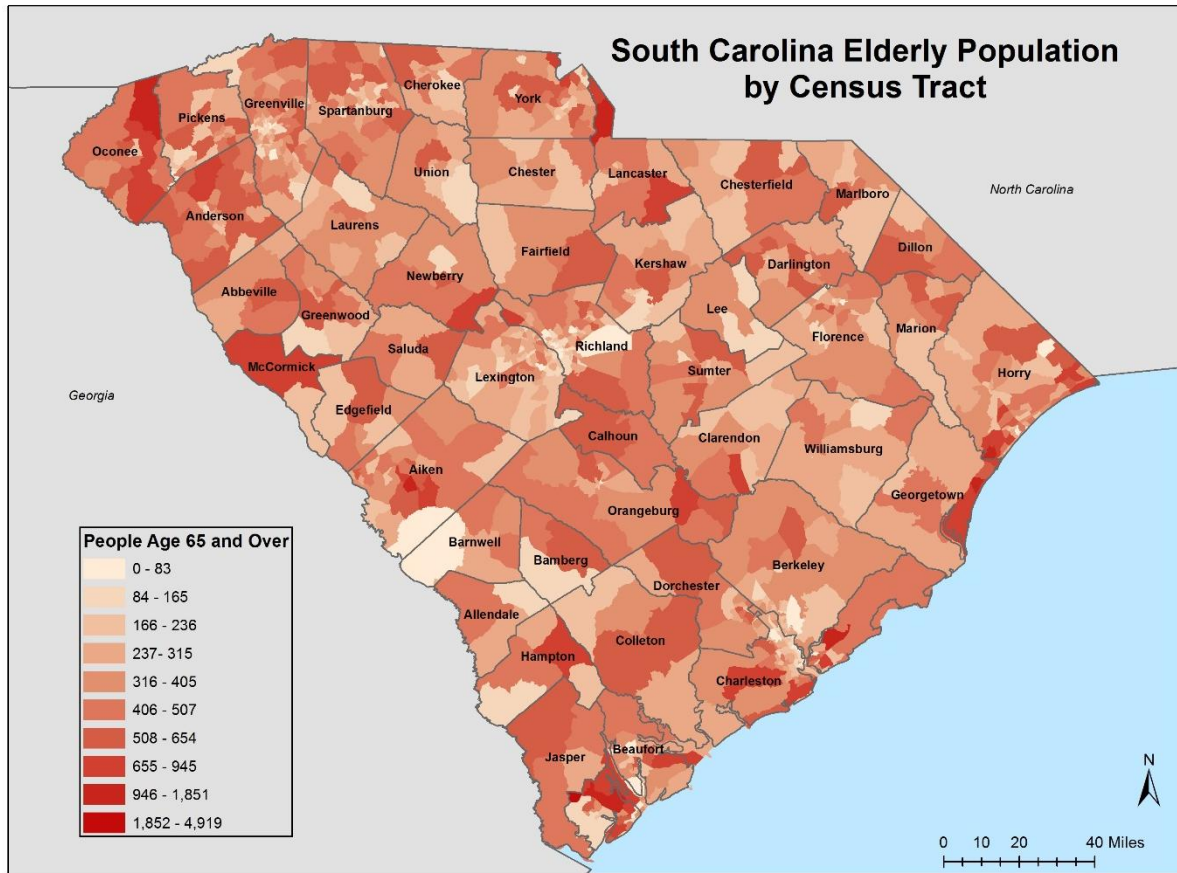 South Carolina Elderly Population
by Census Tract
Cherokee
York
Greenville
Pickens
Spartanburg
Oconee
Union
Chester
Lancaster
Chesterfield
Marlboro
North Carolina
Anderson
Laurens
Dillon
Fairfield
Kershaw
Darlington
Newberry
Abbeville
Greenwood
Lee
Marion
Florence
Richland
Saluda
McCormick
Lexington
Sumter
Horry
Georgia
Edgefield
Calhoun
Clarendon
Williamsburg
Aiken
Georgetown
Orangeburg
Barnwell
Bamberg
Berkeley
Dorchester
Allendale
Colleton
Hampton
Charleston
Beaufort
Jasper
People Age 65 and Over
0 - 83
84 - 165
166 - 236
237- 315
316 - 405
406 - 507
508 - 654
655 - 945
946 - 1,851
1,852 - 4,919
N
0 10 20 40 Miles